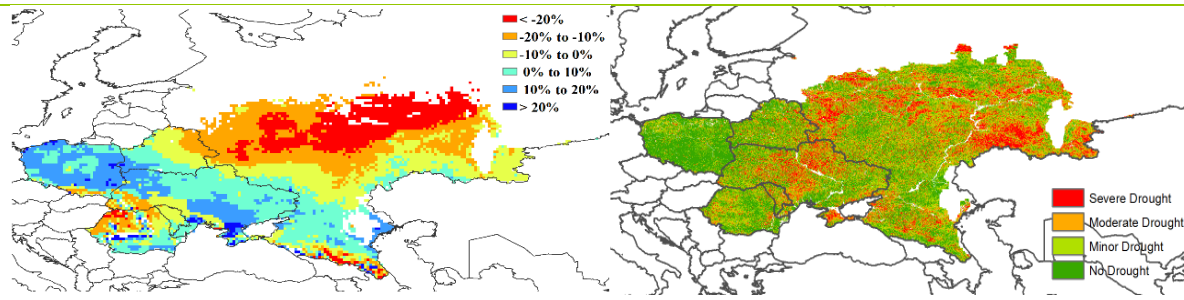 < -20%
-20% to -10%
-10% to 0%
0% to 10%
10% to 20%
> 20%
Severe Drought
Moderate Drought
Minor Drought
No Drought